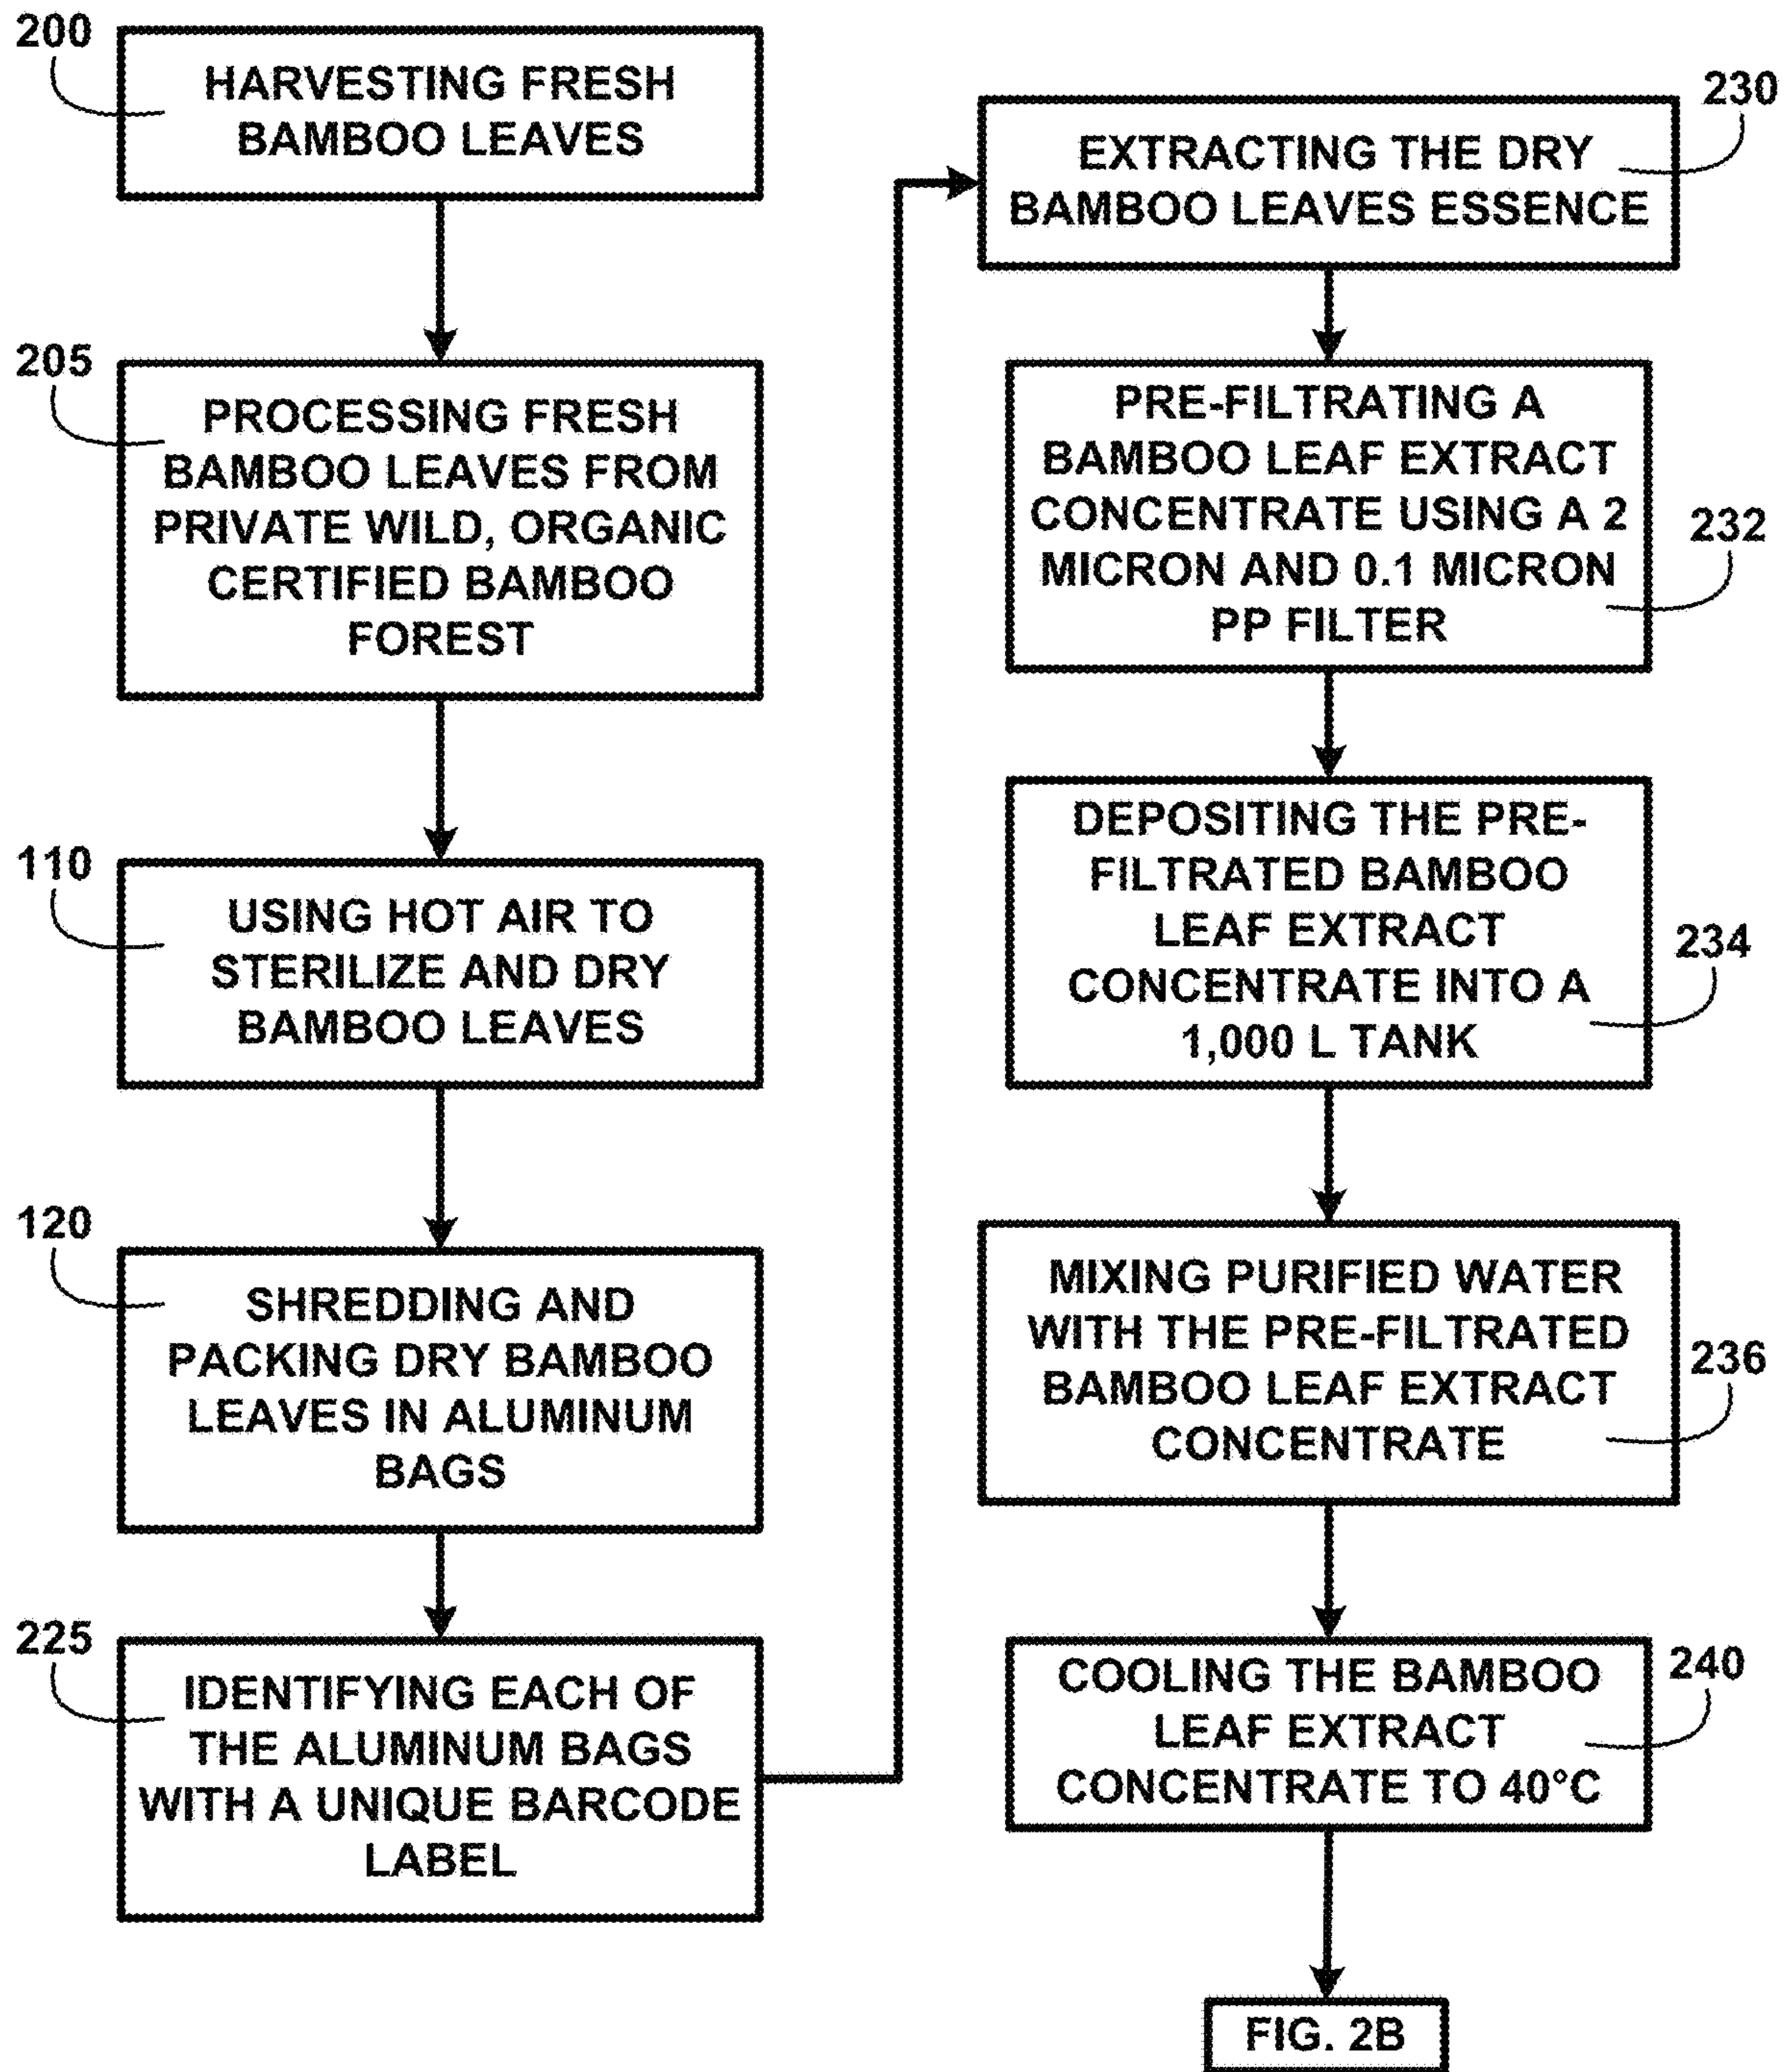 200
HARVESTING FRESH
BAMBOO LEAVES
205
PROCESSING FRESH
BAMBOO LEAVES FROM
PRIVATE WILD, ORGANIC
CERTIFIED BAMBOO
FOREST
110
USING HOT AIR TO
STERILIZE AND DRY
BAMBOO LEAVES
120
SHREDDING AND
PACKING DRY BAMBOO
LEAVES IN ALUMINUM
BAGS
225
IDENTIFYING EACH OF
THE ALUMINUM BAGS
WITH A UNIQUE BARCODE
LABEL
230
EXTRACTING THE DRY
BAMBOO LEAVES ESSENCE
PRE-FILTRATING A
BAMBOO LEAF EXTRACT
CONCENTRATE USING A 2
MICRON AND 0.1 MICRON
PP FILTER
232
DEPOSITING THE PRE-
FILTRATED BAMBOO
LEAF EXTRACT
CONCENTRATE INTO A
1,000 L TANK
234
MIXING PURIFIED WATER
WITH THE PRE-FILTRATED
BAMBOO LEAF EXTRACT
CONCENTRATE
236
COOLING THE BAMBOO
LEAF EXTRACT
CONCENTRATE TO 40°C
240
FIG. 2B